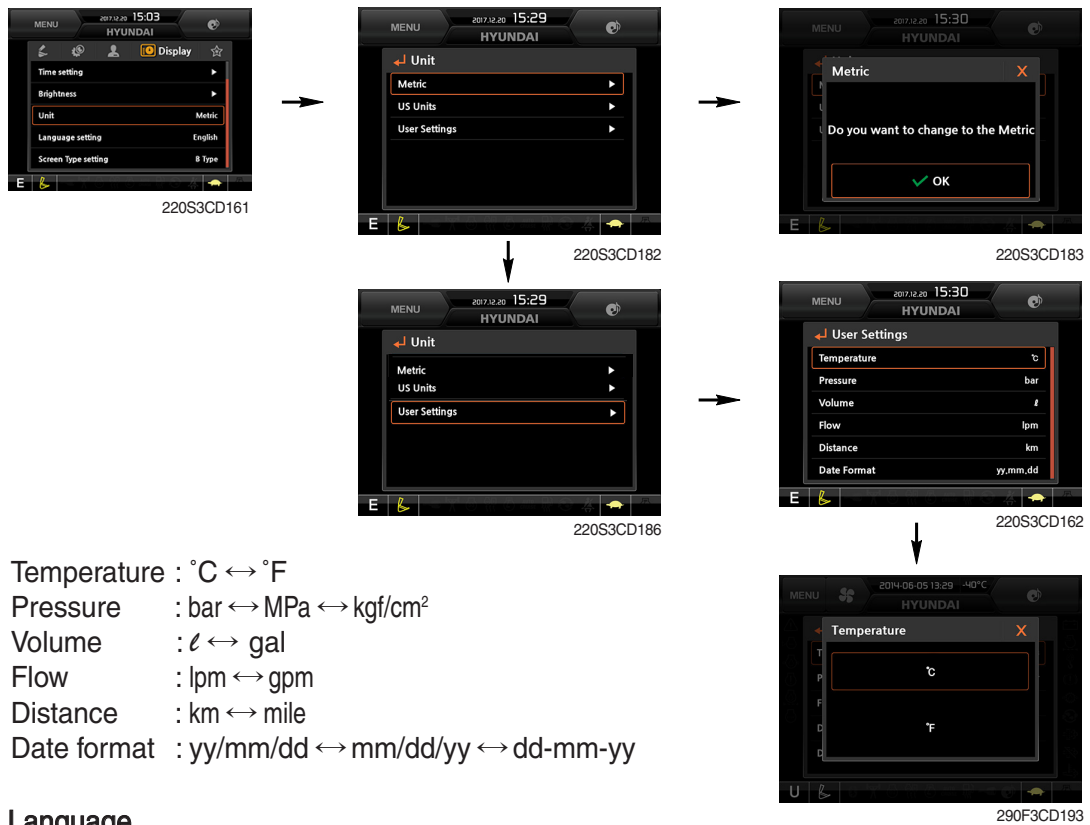 MENU 2017.12.20 15:03
HYUNDAI
Display
Time setting
Brightness
Unit Metric
Language setting English
Screen Type setting B Type
E
220S3CD161
MENU 2017.12.20 15:29
HYUNDAI
Unit
Metric
US Units
User Settings
E
220S3CD182
MENU 2017.12.20 15:30
HYUNDAI
Metric X
Do you want to change to the Metric
OK
E
220S3CD183
MENU 2017.12.20 15:29
HYUNDAI
Unit
Metric
US Units
User Settings
E
220S3CD186
MENU 2017.12.20 15:30
HYUNDAI
User Settings
Temperature ℃
Pressure bar
Volume ℓ
Flow lpm
Distance km
Date Format yy,mm,dd
E
220S3CD162
MENU 2014-06-05 13:29 -40°C
HYUNDAI
Temperature X
℃
℉
U
290F3CD193
Temperature : ˚C ↔ ˚F
Pressure : bar ↔ MPa ↔ kgf/cm²
Volume : ℓ ↔ gal
Flow : lpm ↔ gpm
Distance : km ↔ mile
Date format : yy/mm/dd ↔ mm/dd/yy ↔ dd-mm-yy
Language